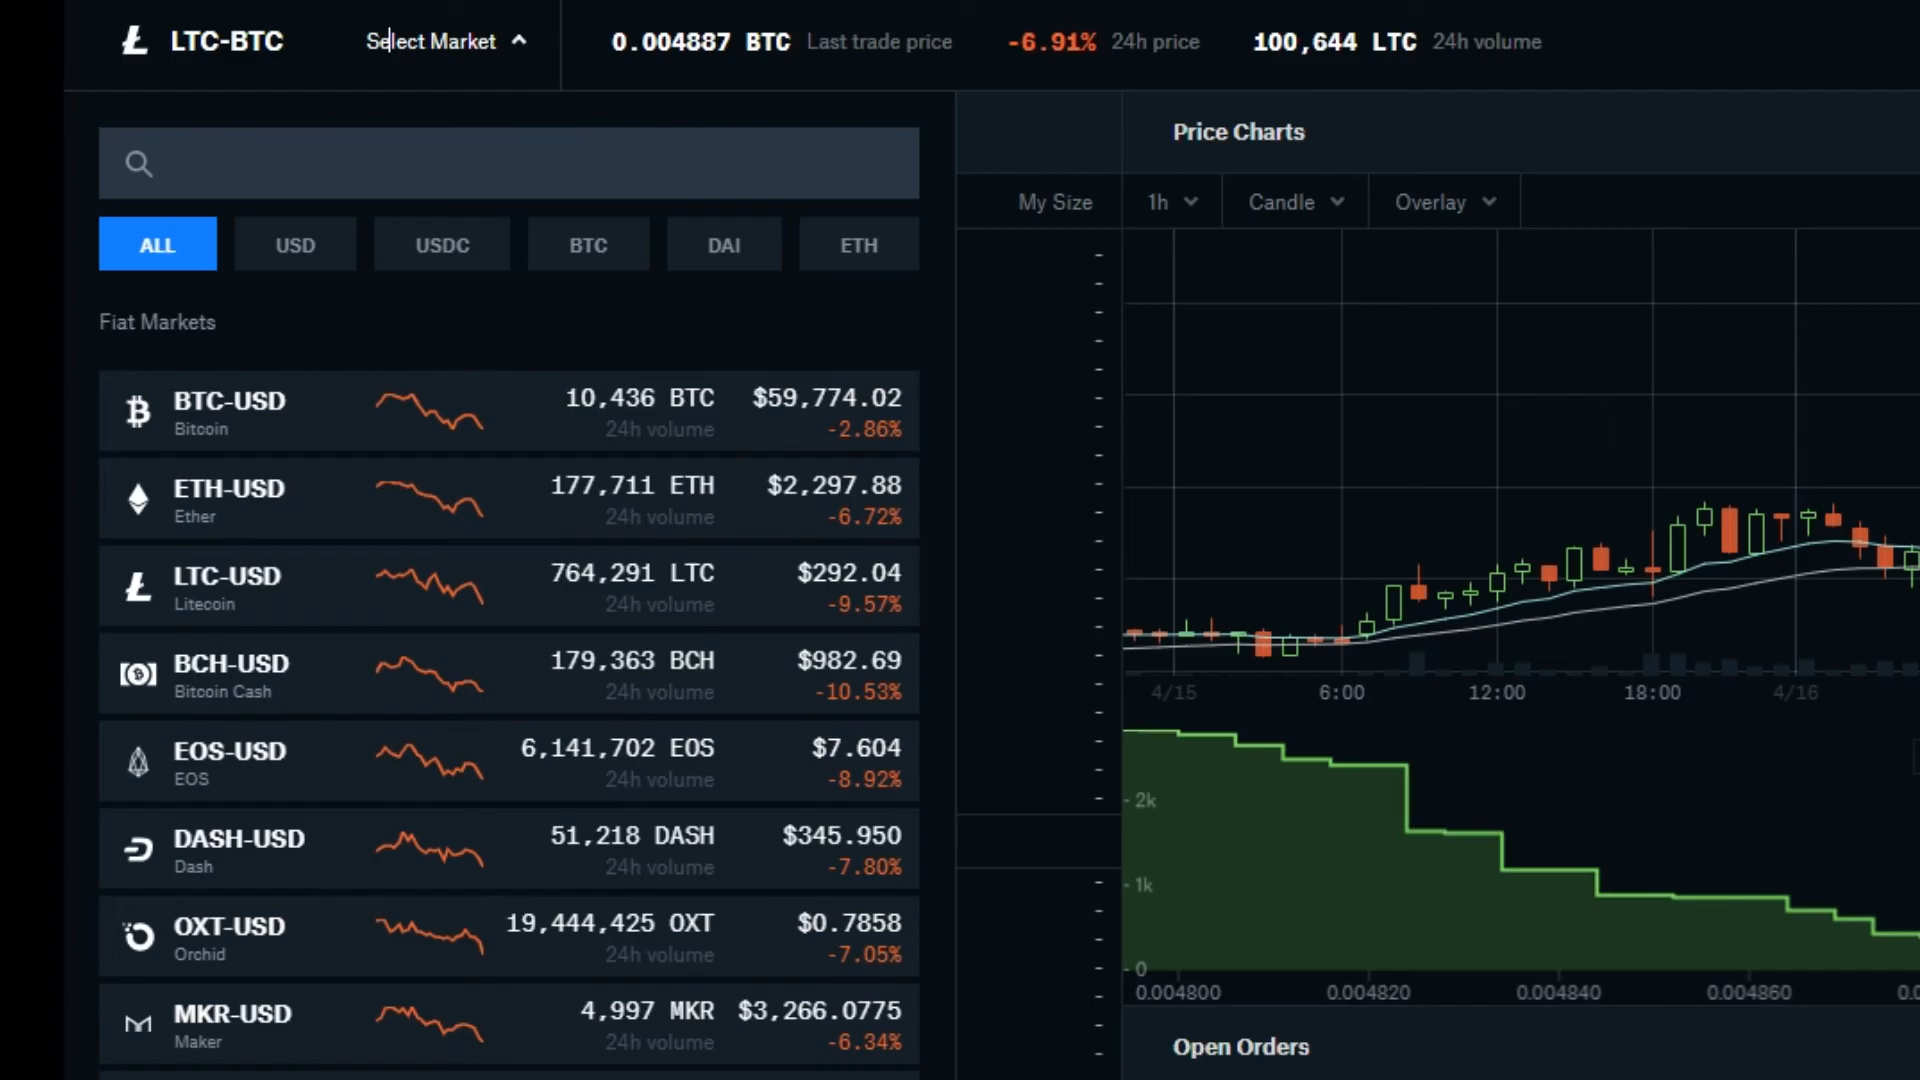 LTC-BTC
Select Market
0.004887 BTC Last trade price
-6.91% 24h price
100,644 LTC 24h volume
ALL USD USDC BTC DAI ETH
Fiat Markets
BTC-USD 10,436 BTC $59,774.02
Bitcoin 24h volume -2.86%
ETH-USD 177,711 ETH $2,297.88
Ether 24h volume -6.72%
LTC-USD 764,291 LTC $292.04
Litecoin 24h volume -9.57%
BCH-USD 179,363 BCH $982.69
Bitcoin Cash 24h volume -10.53%
EOS-USD 6,141,702 EOS $7.604
EOS 24h volume -8.92%
DASH-USD 51,218 DASH $345.950
Dash 24h volume -7.80%
OXT-USD 19,444,425 OXT $0.7858
Orchid 24h volume -7.05%
MKR-USD 4,997 MKR $3,266.0775
Maker 24h volume -6.34%
My Size
Price Charts
1h Candle Overlay
4/15 6:00 12:00 18:00 4/16
2k
1k
0
0.004800 0.004820 0.004840 0.004860
Open Orders